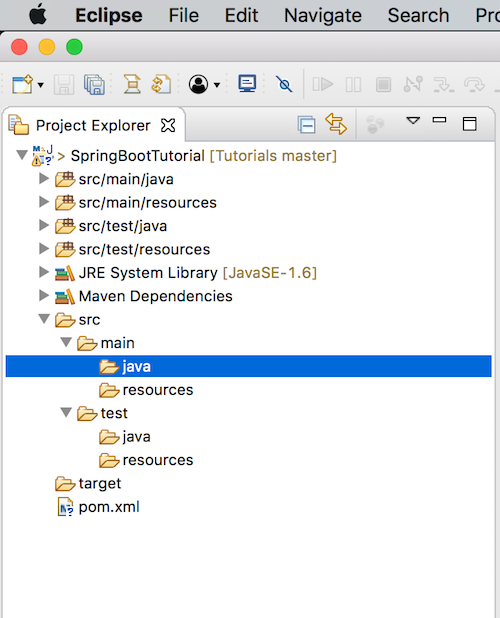 Eclipse File Edit Navigate Search Pro
Project Explorer
> SpringBootTutorial [Tutorials master]
src/main/java
src/main/resources
src/test/java
src/test/resources
JRE System Library [JavaSE-1.6]
Maven Dependencies
src
main
java
resources
test
java
resources
target
pom.xml